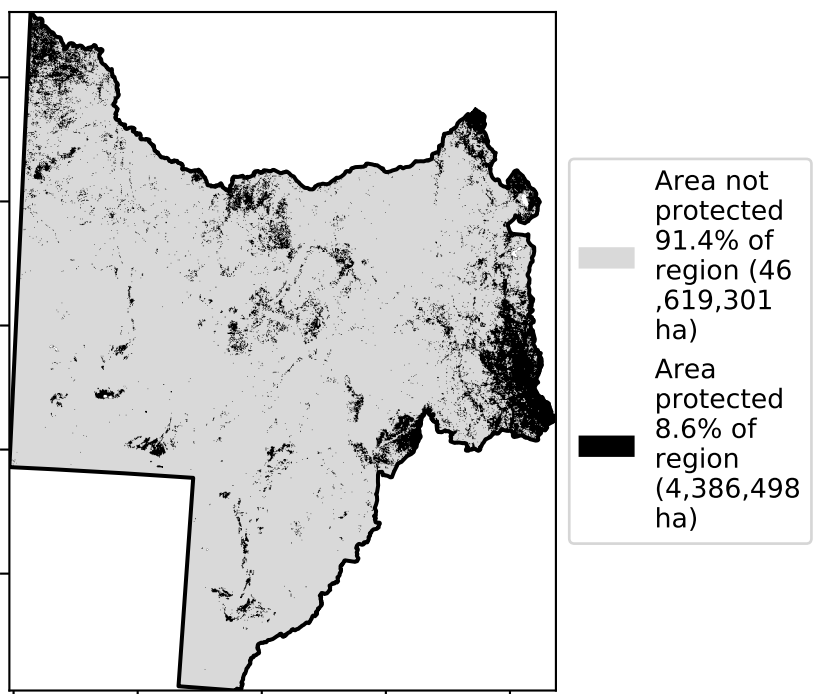 Area not
protected
91.4% of
region (46
,619,301
ha)
Area
protected
8.6% of
region
(4,386,498
ha)